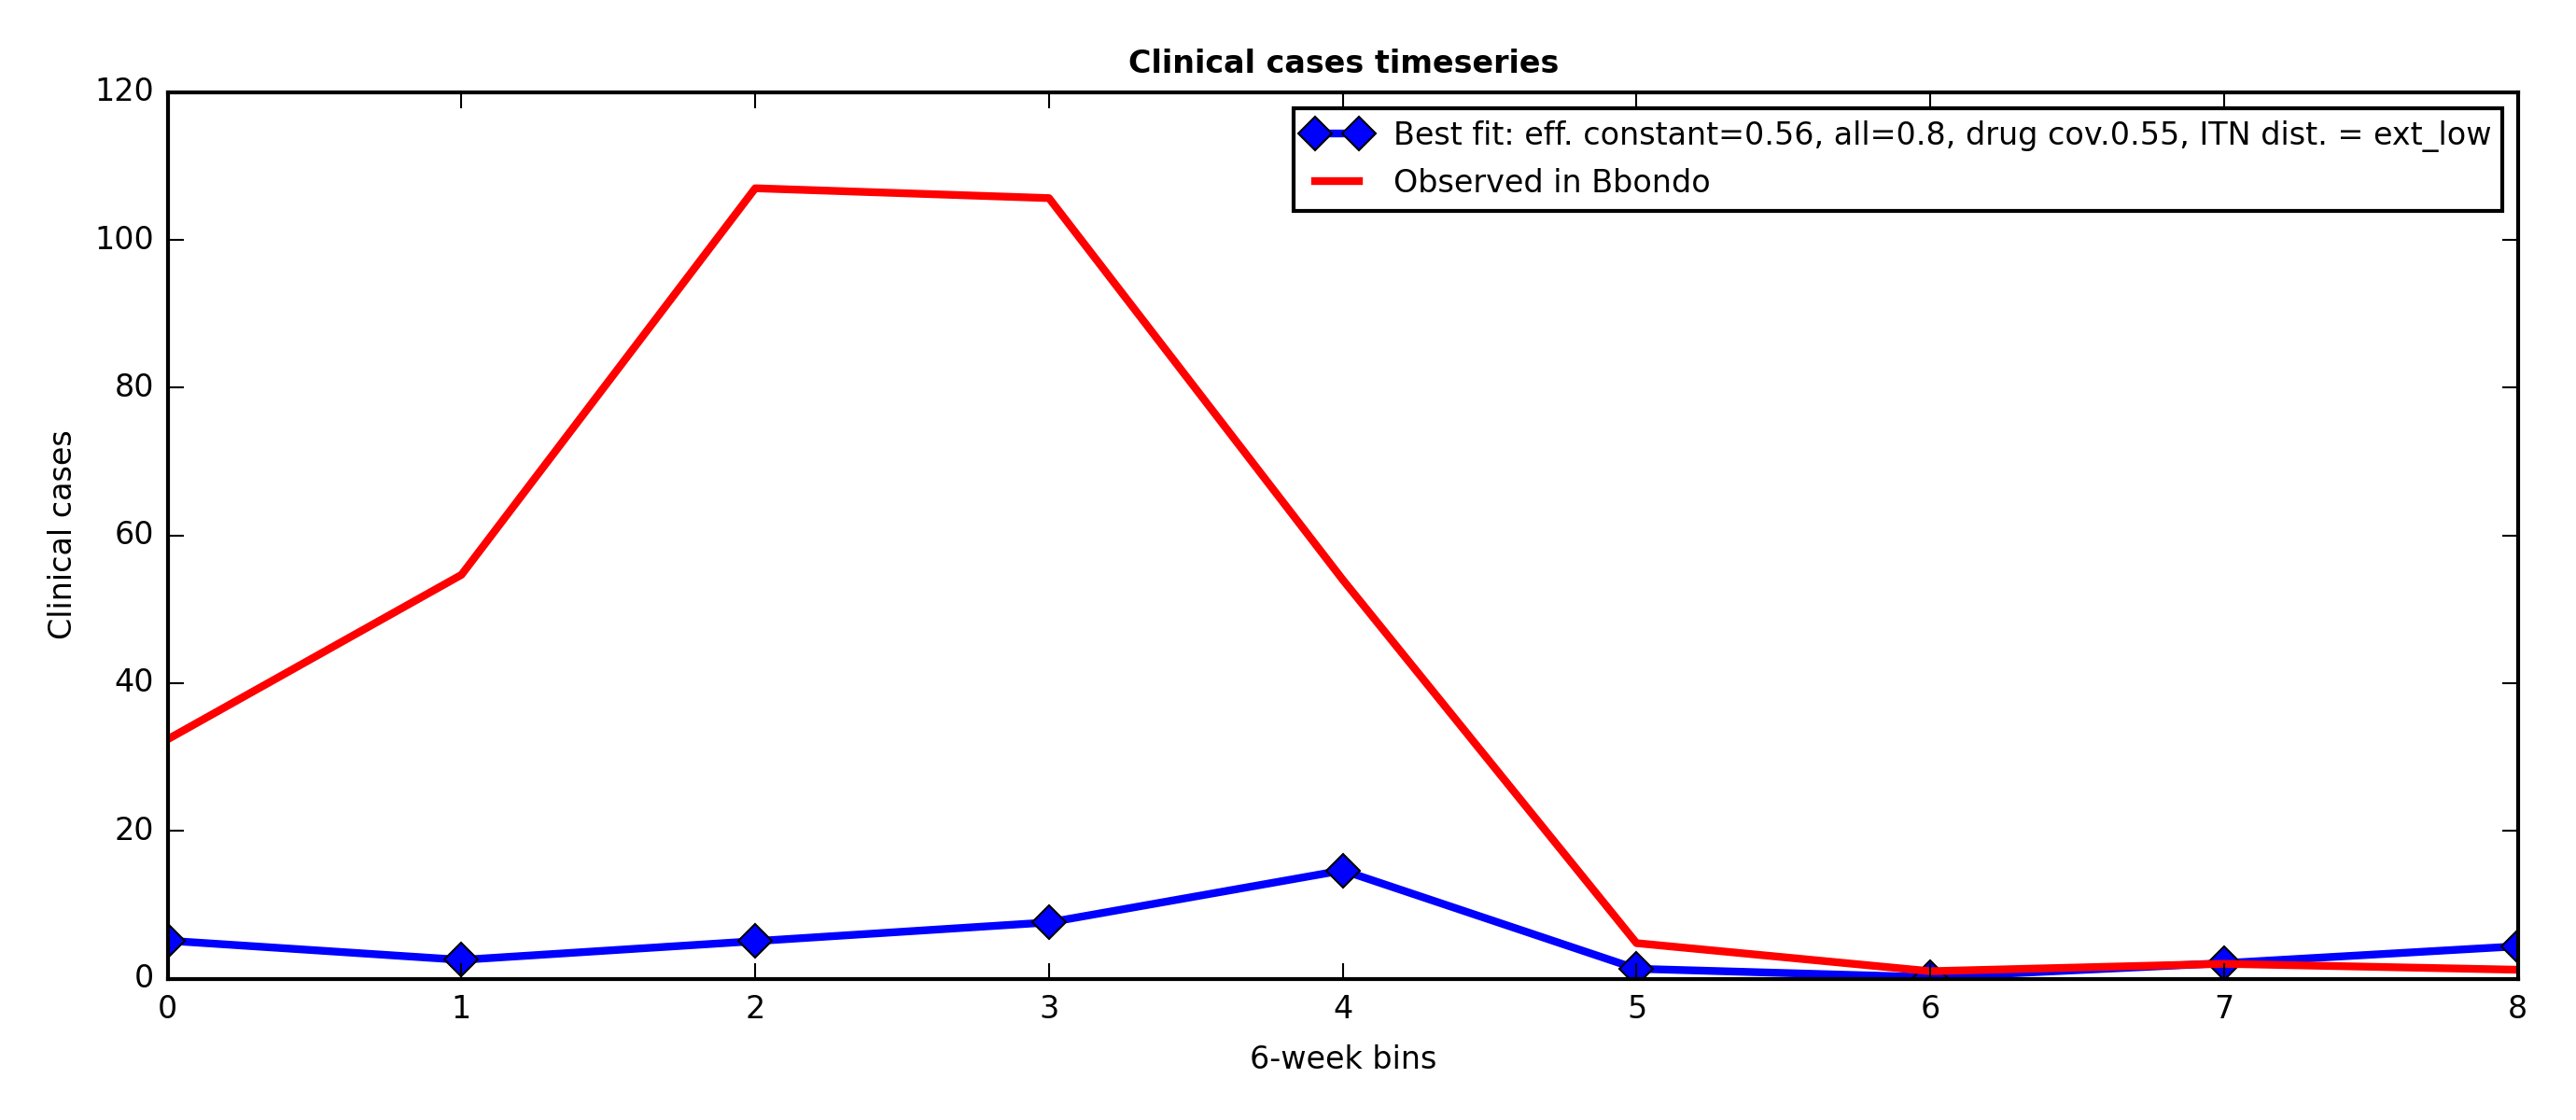 Clinical cases timeseries
120
100
80
60
40
20
0
Clinical cases
Best fit: eff. constant=0.56, all=0.8, drug cov.0.55, ITN dist. = ext_low
Observed in Bbondo
0 1 2 3 4 5 6 7 8
6-week bins